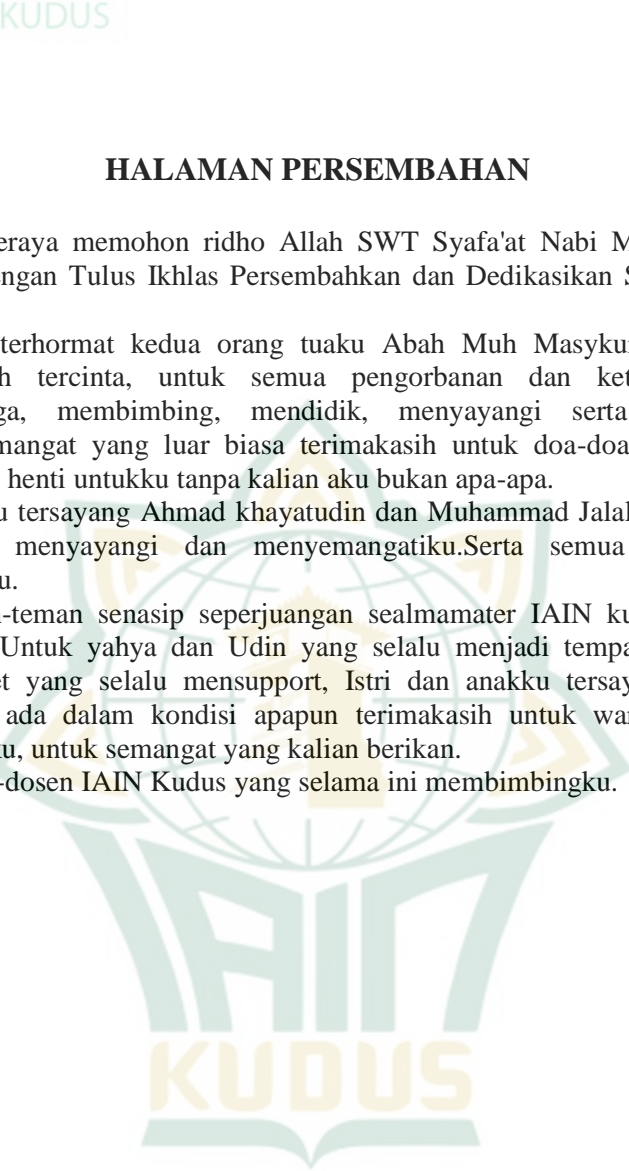 KUDUS
HALAMAN PERSEMBAHAN
eraya memohon ridho Allah SWT Syafa'at Nabi M
engan Tulus Ikhlas Persembahkan dan Dedikasikan S
terhormat kedua orang tuaku Abah Muh Masyku
h tercinta, untuk semua pengorbanan dan ket
ga, membimbing, mendidik, menyayangi serta
mangat yang luar biasa terimakasih untuk doa-doa
henti untukku tanpa kalian aku bukan apa-apa.
u tersayang Ahmad khayatudin dan Muhammad Jalal
menyayangi dan menyemangatiku.Serta semua
u.
-teman senasip seperjuangan sealmamater IAIN ku
Untuk yahya dan Udin yang selalu menjadi tempa
et yang selalu mensupport, Istri dan anakku tersay
ada dalam kondisi apapun terimakasih untuk wa
u, untuk semangat yang kalian berikan.
-dosen IAIN Kudus yang selama ini membimbingku.
IAIN
KUDUS